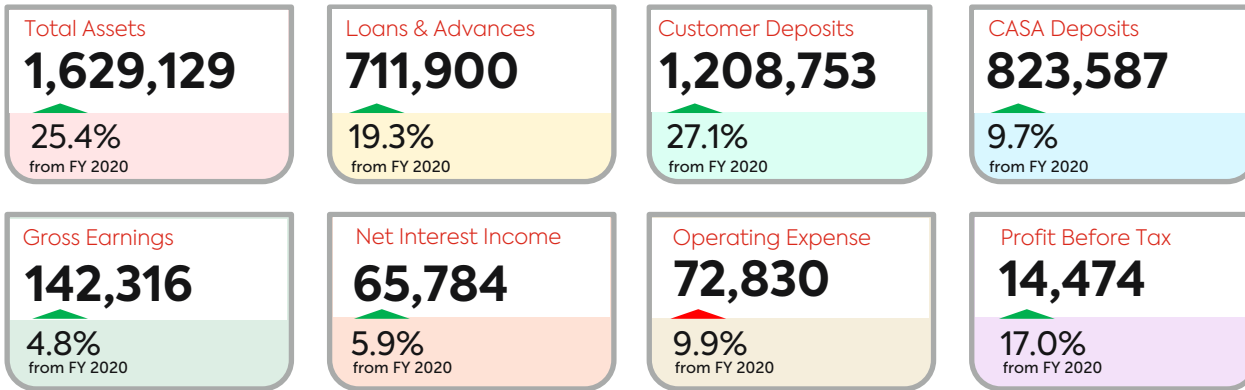 Total Assets
1,629,129
25.4%
from FY 2020
Loans & Advances
711,900
19.3%
from FY 2020
Customer Deposits
1,208,753
27.1%
from FY 2020
CASA Deposits
823,587
9.7%
from FY 2020
Gross Earnings
142,316
4.8%
from FY 2020
Net Interest Income
65,784
5.9%
from FY 2020
Operating Expense
72,830
9.9%
from FY 2020
Profit Before Tax
14,474
17.0%
from FY 2020